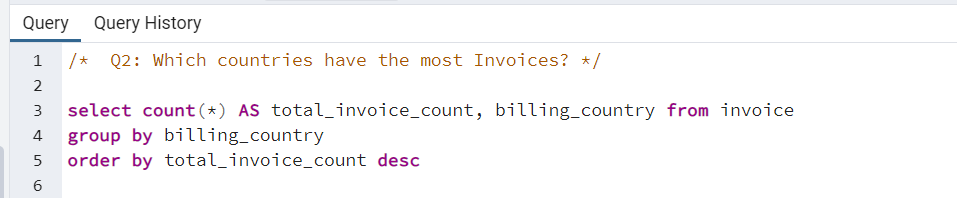 Query Query History
1 /*  Q2: Which countries have the most Invoices? */
2
3 select count(*) AS total_invoice_count, billing_country from invoice
4 group by billing_country
5 order by total_invoice_count desc
6